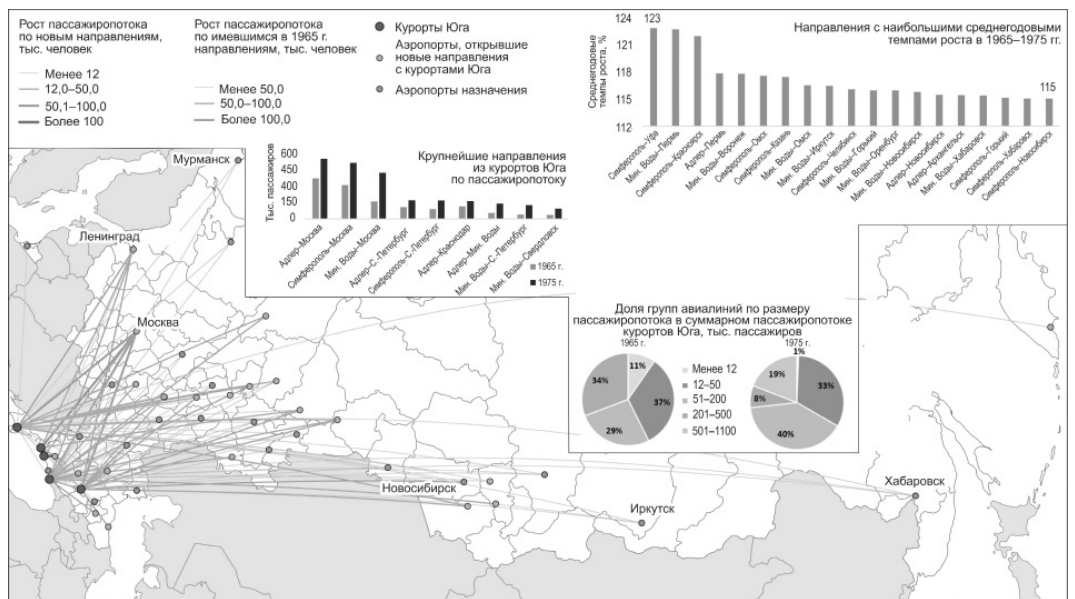 Рост пассажиропотока
по новым направлениям,
тыс. человек
Менее 12
12,0–50,0
50,1–100,0
Более 100
Рост пассажиропотока
по имевшимся в 1965 г.
направлениям, тыс. человек
Менее 50,0
50,0–100,0
Более 100,0
Курорты Юга
Аэропорты, открывшие
новые направления
с курортами Юга
Аэропорты назначения
Направления с наибольшими среднегодовыми
темпами роста в 1965–1975 гг.
Среднегодовые
темпы роста, %
124
121
118
115
112
123
115
Симферополь–Уфа
Мин. Воды–Пермь
Симферополь–Красноярск
Адлер–Пермь
Мин. Воды–Воронеж
Симферополь–Омск
Симферополь–Казань
Мин. Воды–Омск
Мин. Воды–Иркутск
Симферополь–Челябинск
Мин. Воды–Горький
Мин. Воды–Оренбург
Мин. Воды–Новосибирск
Адлер–Новосибирск
Адлер–Архангельск
Мин. Воды–Хабаровск
Симферополь–Горький
Симферополь–Хабаровск
Симферополь–Новосибирск
Крупнейшие направления
из курортов Юга
по пассажиропотоку
Тыс. пассажиров
600
450
300
150
0
Адлер–Москва
Симферополь–Москва
Мин. Воды–Москва
Адлер–С.-Петербург
Симферополь–С.-Петербург
Адлер–Краснодар
Адлер–Мин. Воды
Мин. Воды–С.-Петербург
Мин. Воды–Свердловск
1965 г.
1975 г.
Доля групп авиалиний по размеру
пассажиропотока в суммарном пассажиропотоке
курортов Юга, тыс. пассажиров
1965 г.
11%
37%
29%
34%
Менее 12
12–50
51–200
201–500
501–1100
1975 г.
1%
33%
40%
8%
19%
Мурманск
Ленинград
Москва
Новосибирск
Иркутск
Хабаровск